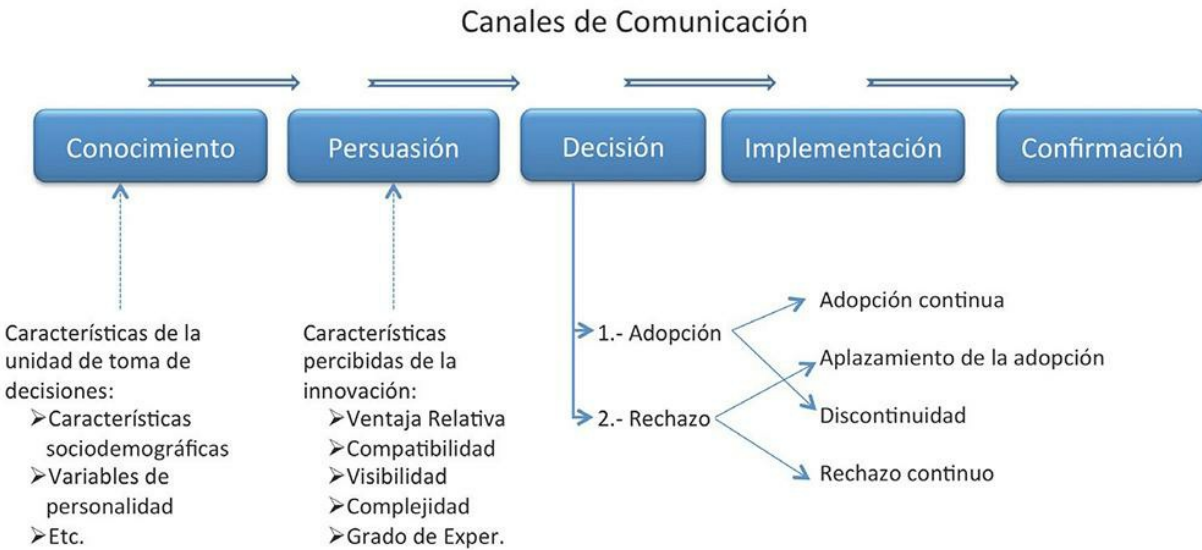 Canales de Comunicación
Conocimiento
Persuasión
Decisión
Implementación
Confirmación
Características de la
unidad de toma de
decisiones:
➢Características
sociodemográficas
➢Variables de
personalidad
➢Etc.
Características
percibidas de la
innovación:
➢Ventaja Relativa
➢Compatibilidad
➢Visibilidad
➢Complejidad
➢Grado de Exper.
1.- Adopción
2.- Rechazo
Adopción continua
Aplazamiento de la adopción
Discontinuidad
Rechazo continuo